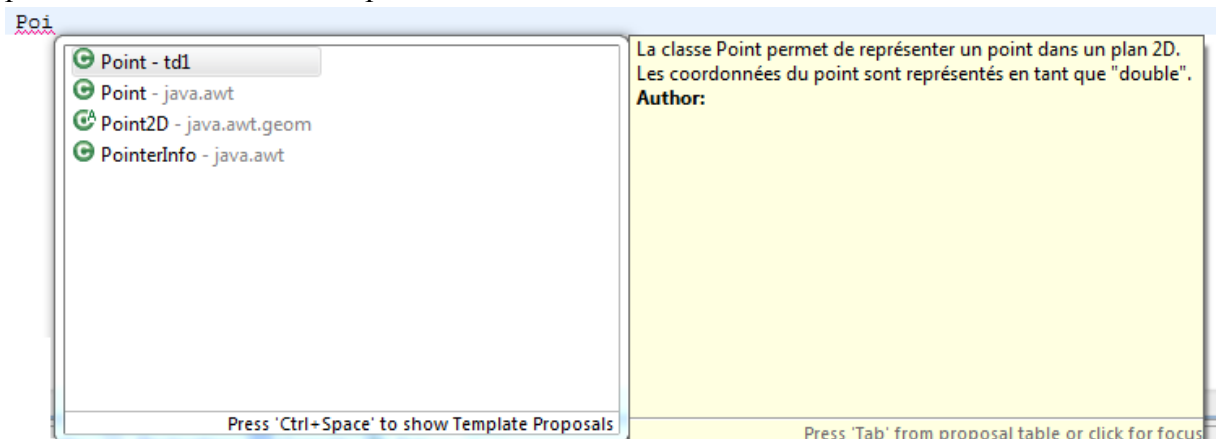 Poi
Point - td1
Point - java.awt
Point2D - java.awt.geom
PointerInfo - java.awt
Press 'Ctrl+Space' to show Template Proposals
La classe Point permet de représenter un point dans un plan 2D.
Les coordonnées du point sont représentés en tant que "double".
Author:
Press 'Tab' from proposal table or click for focus